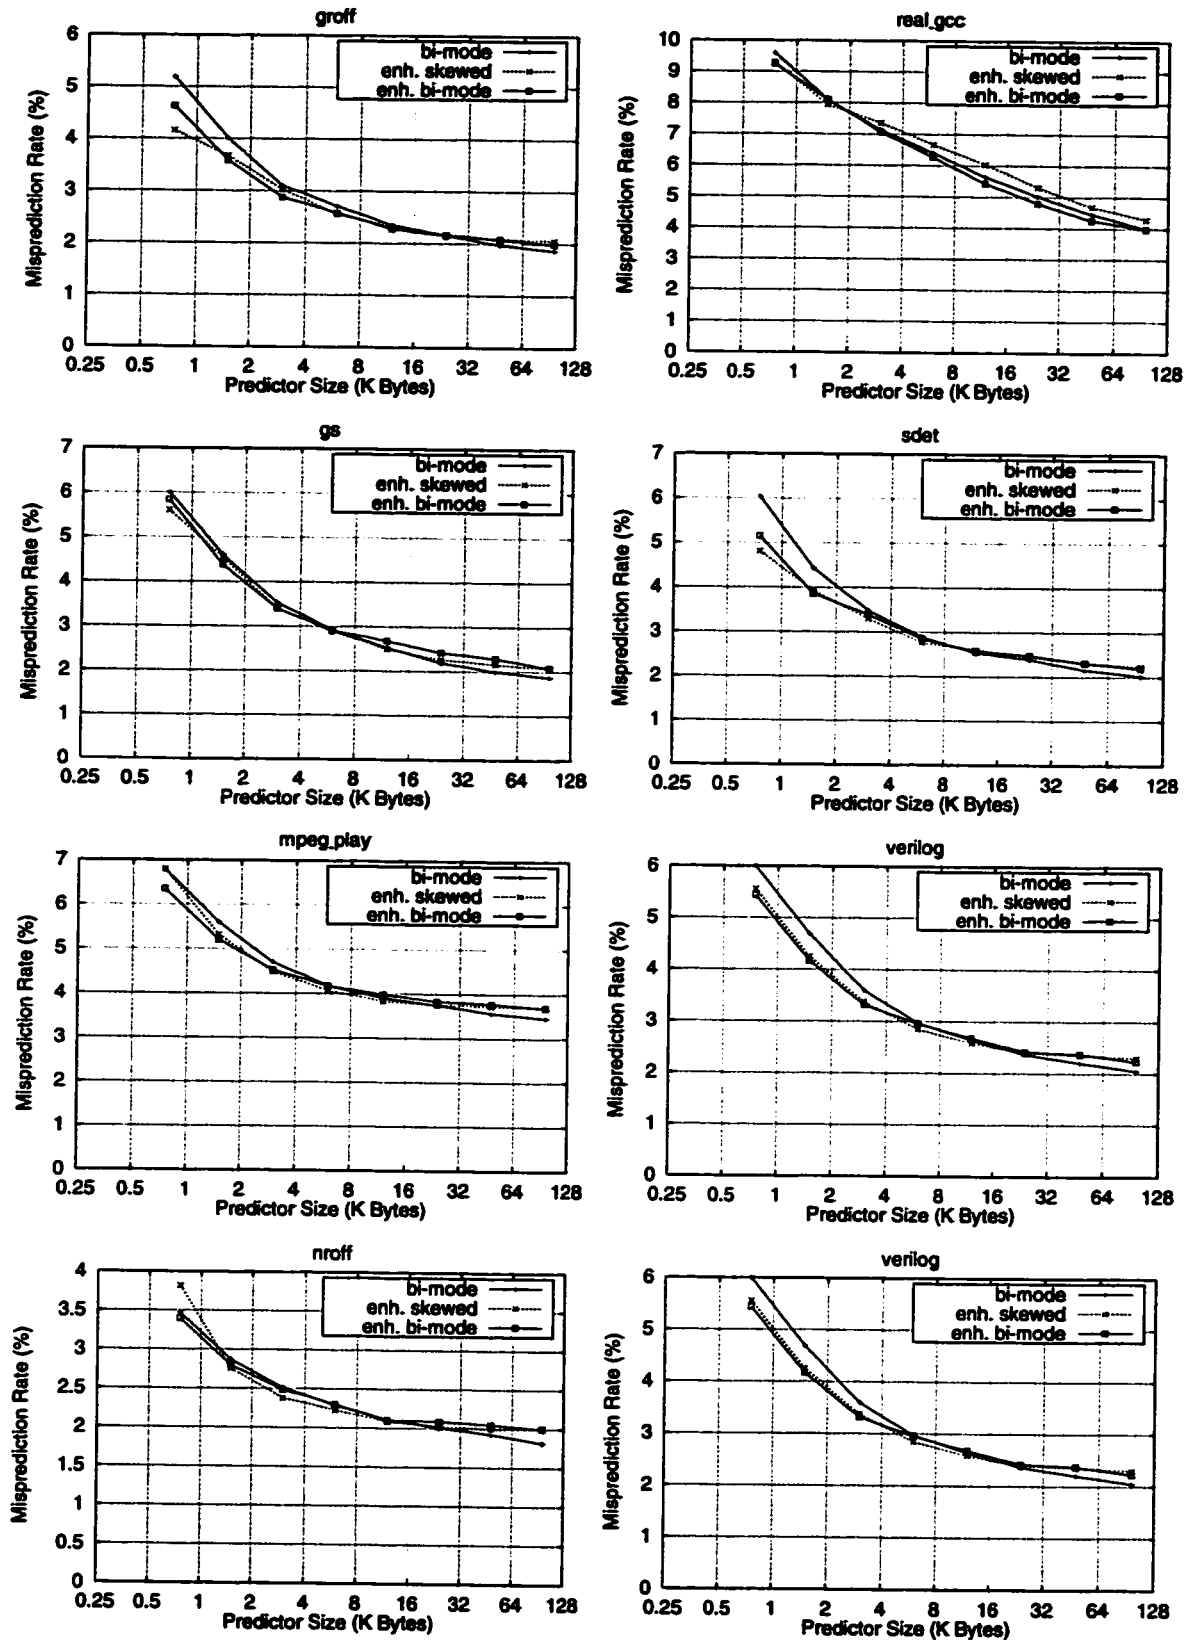 groff
6
5
4
3
2
1
0
Misprediction Rate (%)
bi-mode
enh. skewed
enh. bi-mode
0.25 0.5 1 2 4 8 16 32 64 128
Predictor Size (K Bytes)
real_gcc
10
9
8
7
6
5
4
3
2
1
0
Misprediction Rate (%)
bi-mode
enh. skewed
enh. bi-mode
0.25 0.5 1 2 4 8 16 32 64 128
Predictor Size (K Bytes)
gs
7
6
5
4
3
2
1
0
Misprediction Rate (%)
bi-mode
enh. skewed
enh. bi-mode
0.25 0.5 1 2 4 8 16 32 64 128
Predictor Size (K Bytes)
sdet
7
6
5
4
3
2
1
0
Misprediction Rate (%)
bi-mode
enh. skewed
enh. bi-mode
0.25 0.5 1 2 4 8 16 32 64 128
Predictor Size (K Bytes)
mpeg_play
7
6
5
4
3
2
1
0
Misprediction Rate (%)
bi-mode
enh. skewed
enh. bi-mode
0.25 0.5 1 2 4 8 16 32 64 128
Predictor Size (K Bytes)
verilog
6
5
4
3
2
1
0
Misprediction Rate (%)
bi-mode
enh. skewed
enh. bi-mode
0.25 0.5 1 2 4 8 16 32 64 128
Predictor Size (K Bytes)
nroff
4
3.5
3
2.5
2
1.5
1
0.5
0
Misprediction Rate (%)
bi-mode
enh. skewed
enh. bi-mode
0.25 0.5 1 2 4 8 16 32 64 128
Predictor Size (K Bytes)
verilog
6
5
4
3
2
1
0
Misprediction Rate (%)
bi-mode
enh. skewed
enh. bi-mode
0.25 0.5 1 2 4 8 16 32 64 128
Predictor Size (K Bytes)